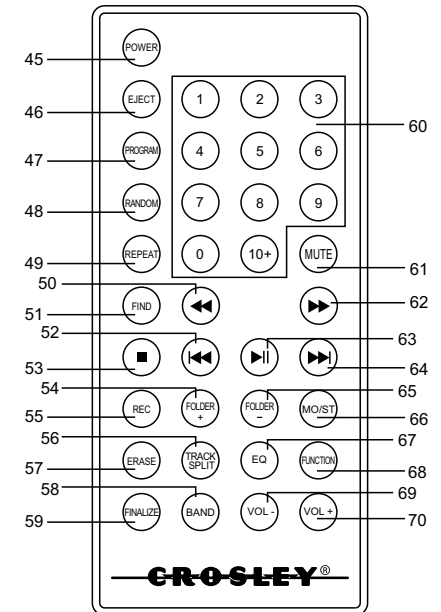 POWER
45
EJECT 1 2 3
46 60
PROGRAM 4 5 6
47
RANDOM 7 8 9
48
REPEAT 0 10+ MUTE
49 61
50
FIND
51 62
52 63
53 64
54 65
REC FOLDER + FOLDER – MO/ST
55 66
56 67
ERASE TRACK SPLIT EQ FUNCTION
57 68
58 69
FINALIZE BAND VOL - VOL +
59 70
CROSLEY®